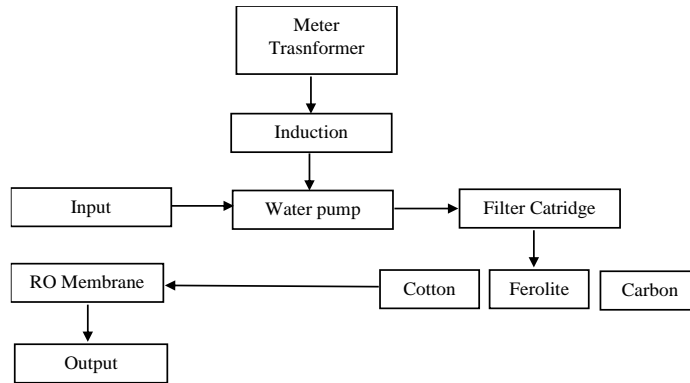 Meter
Trasnformer
Induction
Input
Water pump
Filter Catridge
RO Membrane
Cotton
Ferolite
Carbon
Output